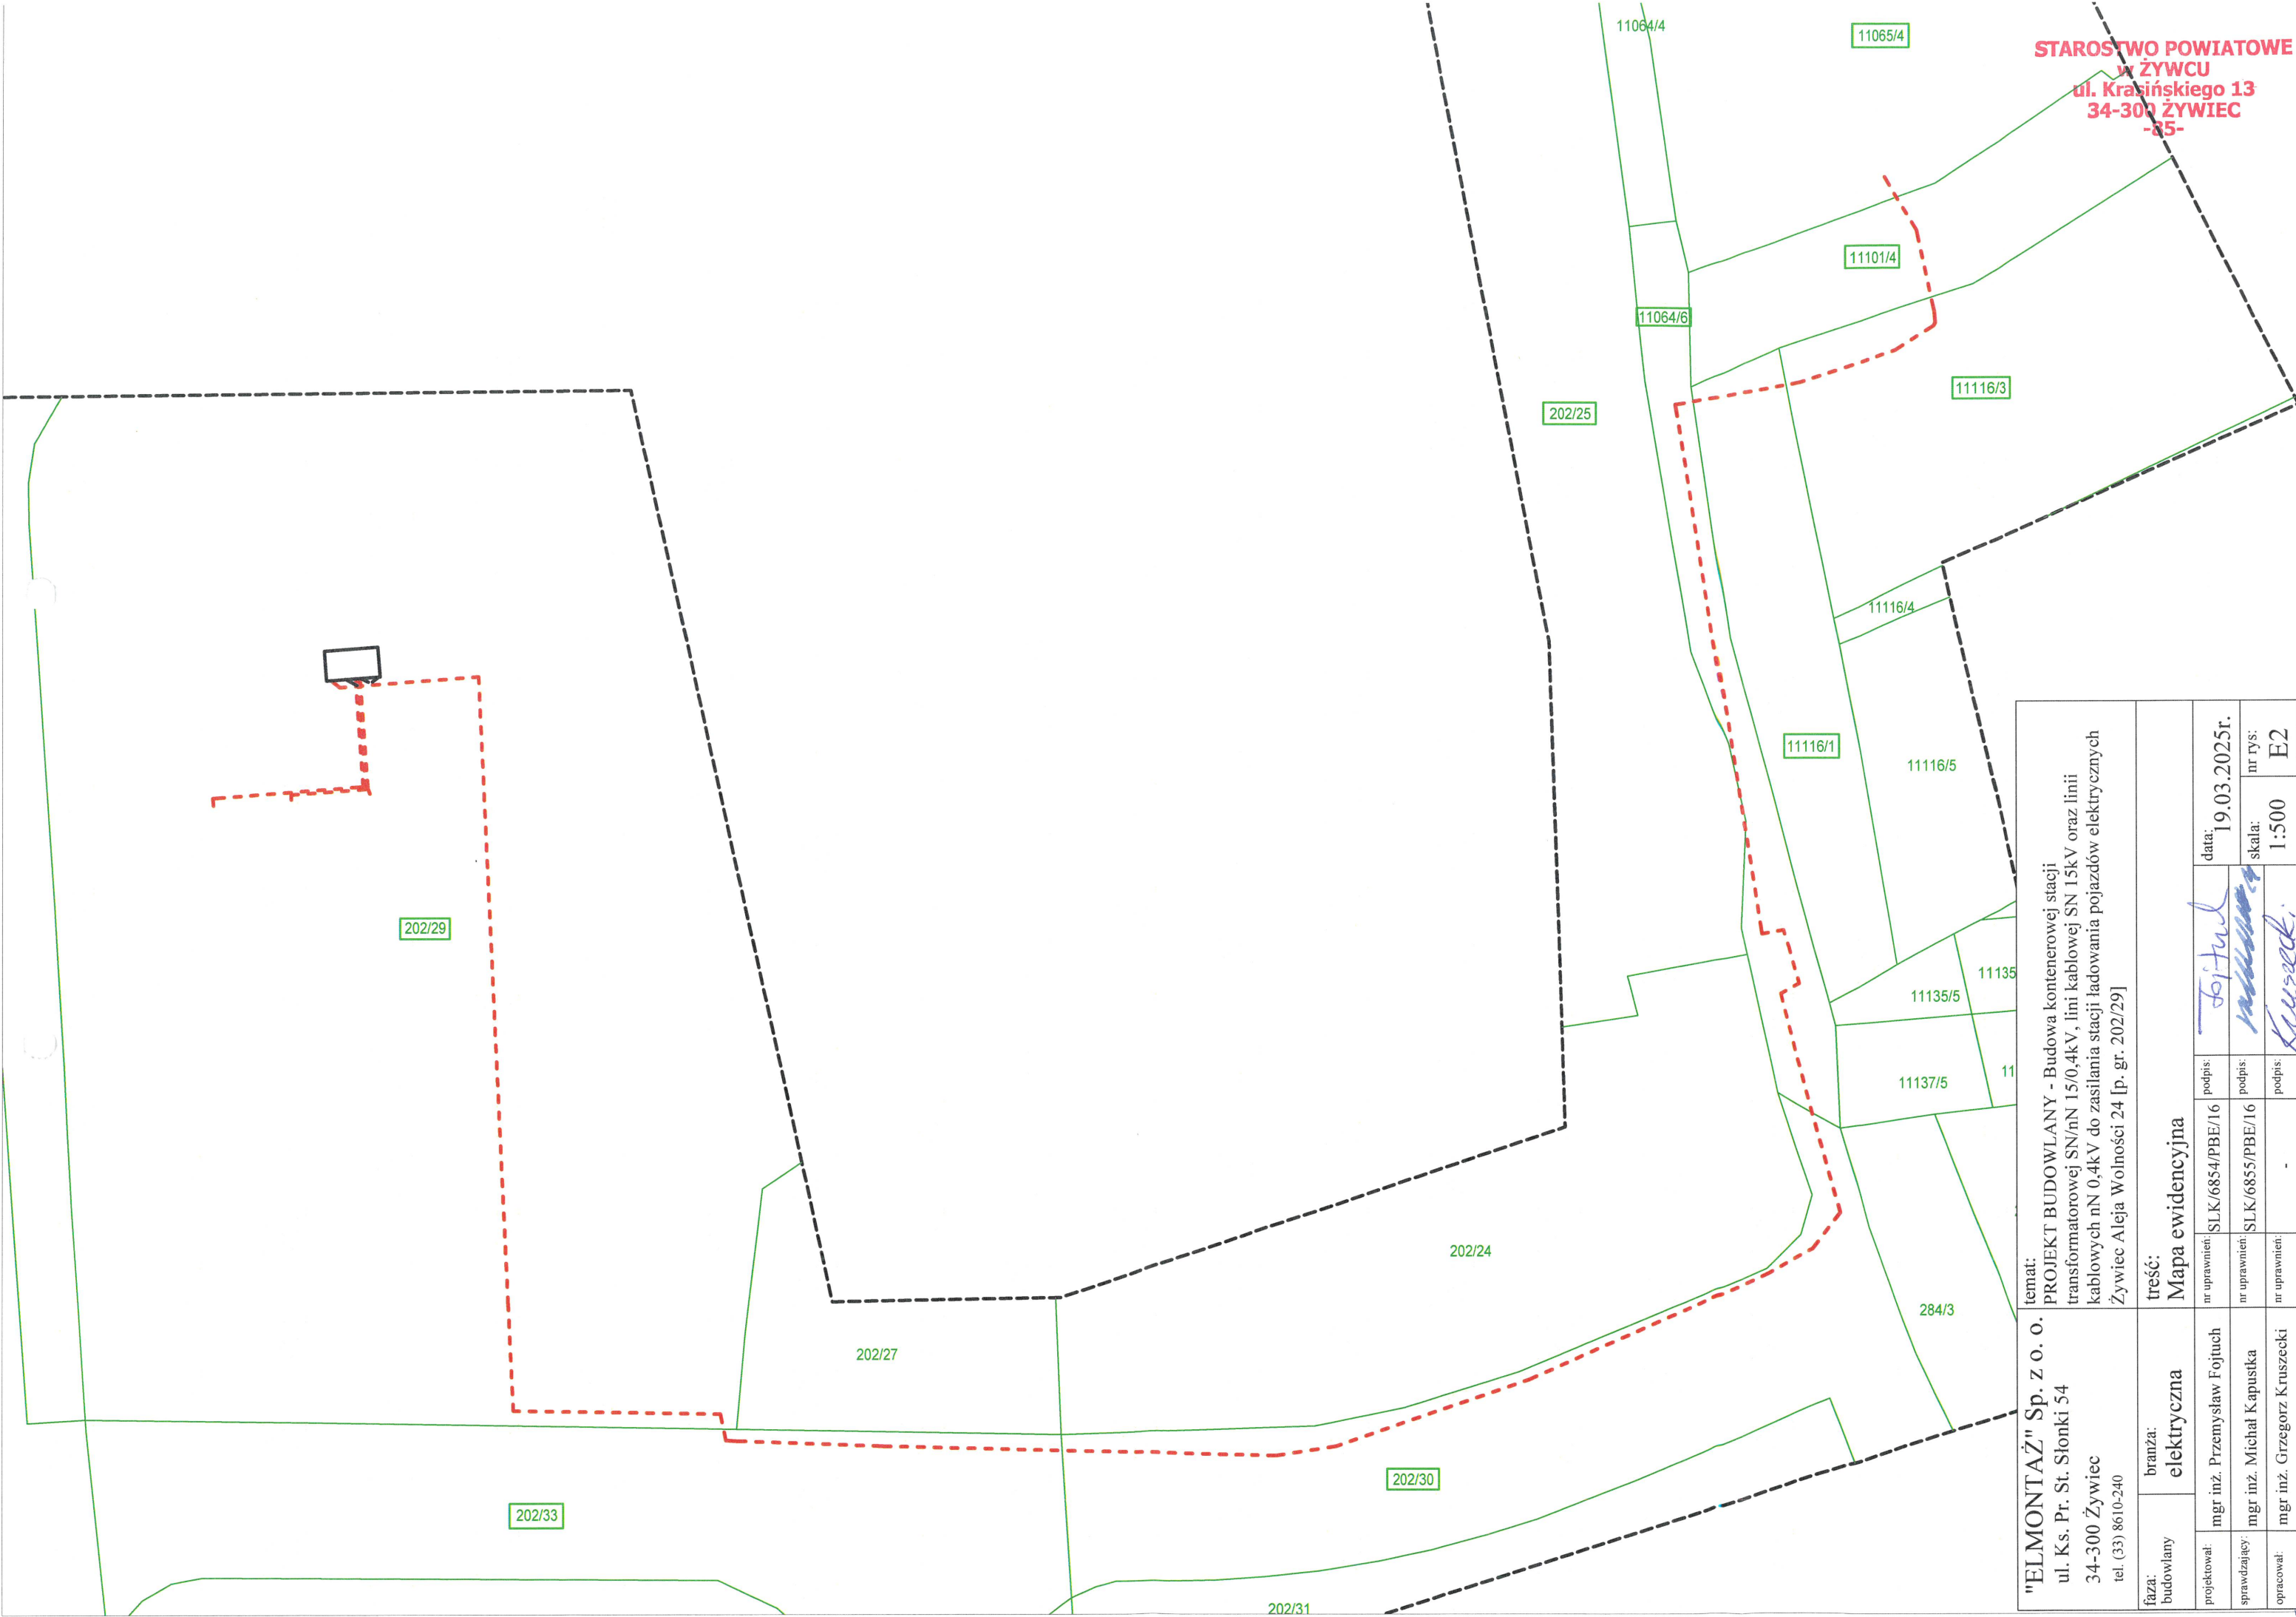 11064/4
11065/4
STAROSTWO POWIATOWE
w ŻYWCU
ul. Krasińskiego 13
34-300 ŻYWIEC
-85-
11101/4
11064/6
11116/3
202/25
11116/4
11116/1
11116/5
202/29
11135
11135/5
11137/5
11
202/24
284/3
202/27
202/30
202/33
202/31
"ELMONTAŻ" Sp. z o. o.
ul. Ks. Pr. St. Słonki 54
34-300 Żywiec
tel. (33) 8610-240
temat:
PROJEKT BUDOWLANY - Budowa kontenerowej stacji
transformatorowej SN/nN 15/0,4kV, lini kablowej SN 15kV oraz linii
kablowych nN 0,4kV do zasilania stacji ładowania pojazdów elektrycznych
Żywiec Aleja Wolności 24 [p. gr. 202/29]
faza:
budowlany
branża:
elektryczna
treść:
Mapa ewidencyjna
projektował:
mgr inż. Przemysław Fojtuch
nr uprawnień:
SLK/6854/PBE/16
podpis:
data:
19.03.2025r.
sprawdzający:
mgr inż. Michał Kapustka
nr uprawnień:
SLK/6855/PBE/16
podpis:
skala:
1:500
nr rys:
E2
opracował:
mgr inż. Grzegorz Kruszecki
nr uprawnień:
-
podpis: